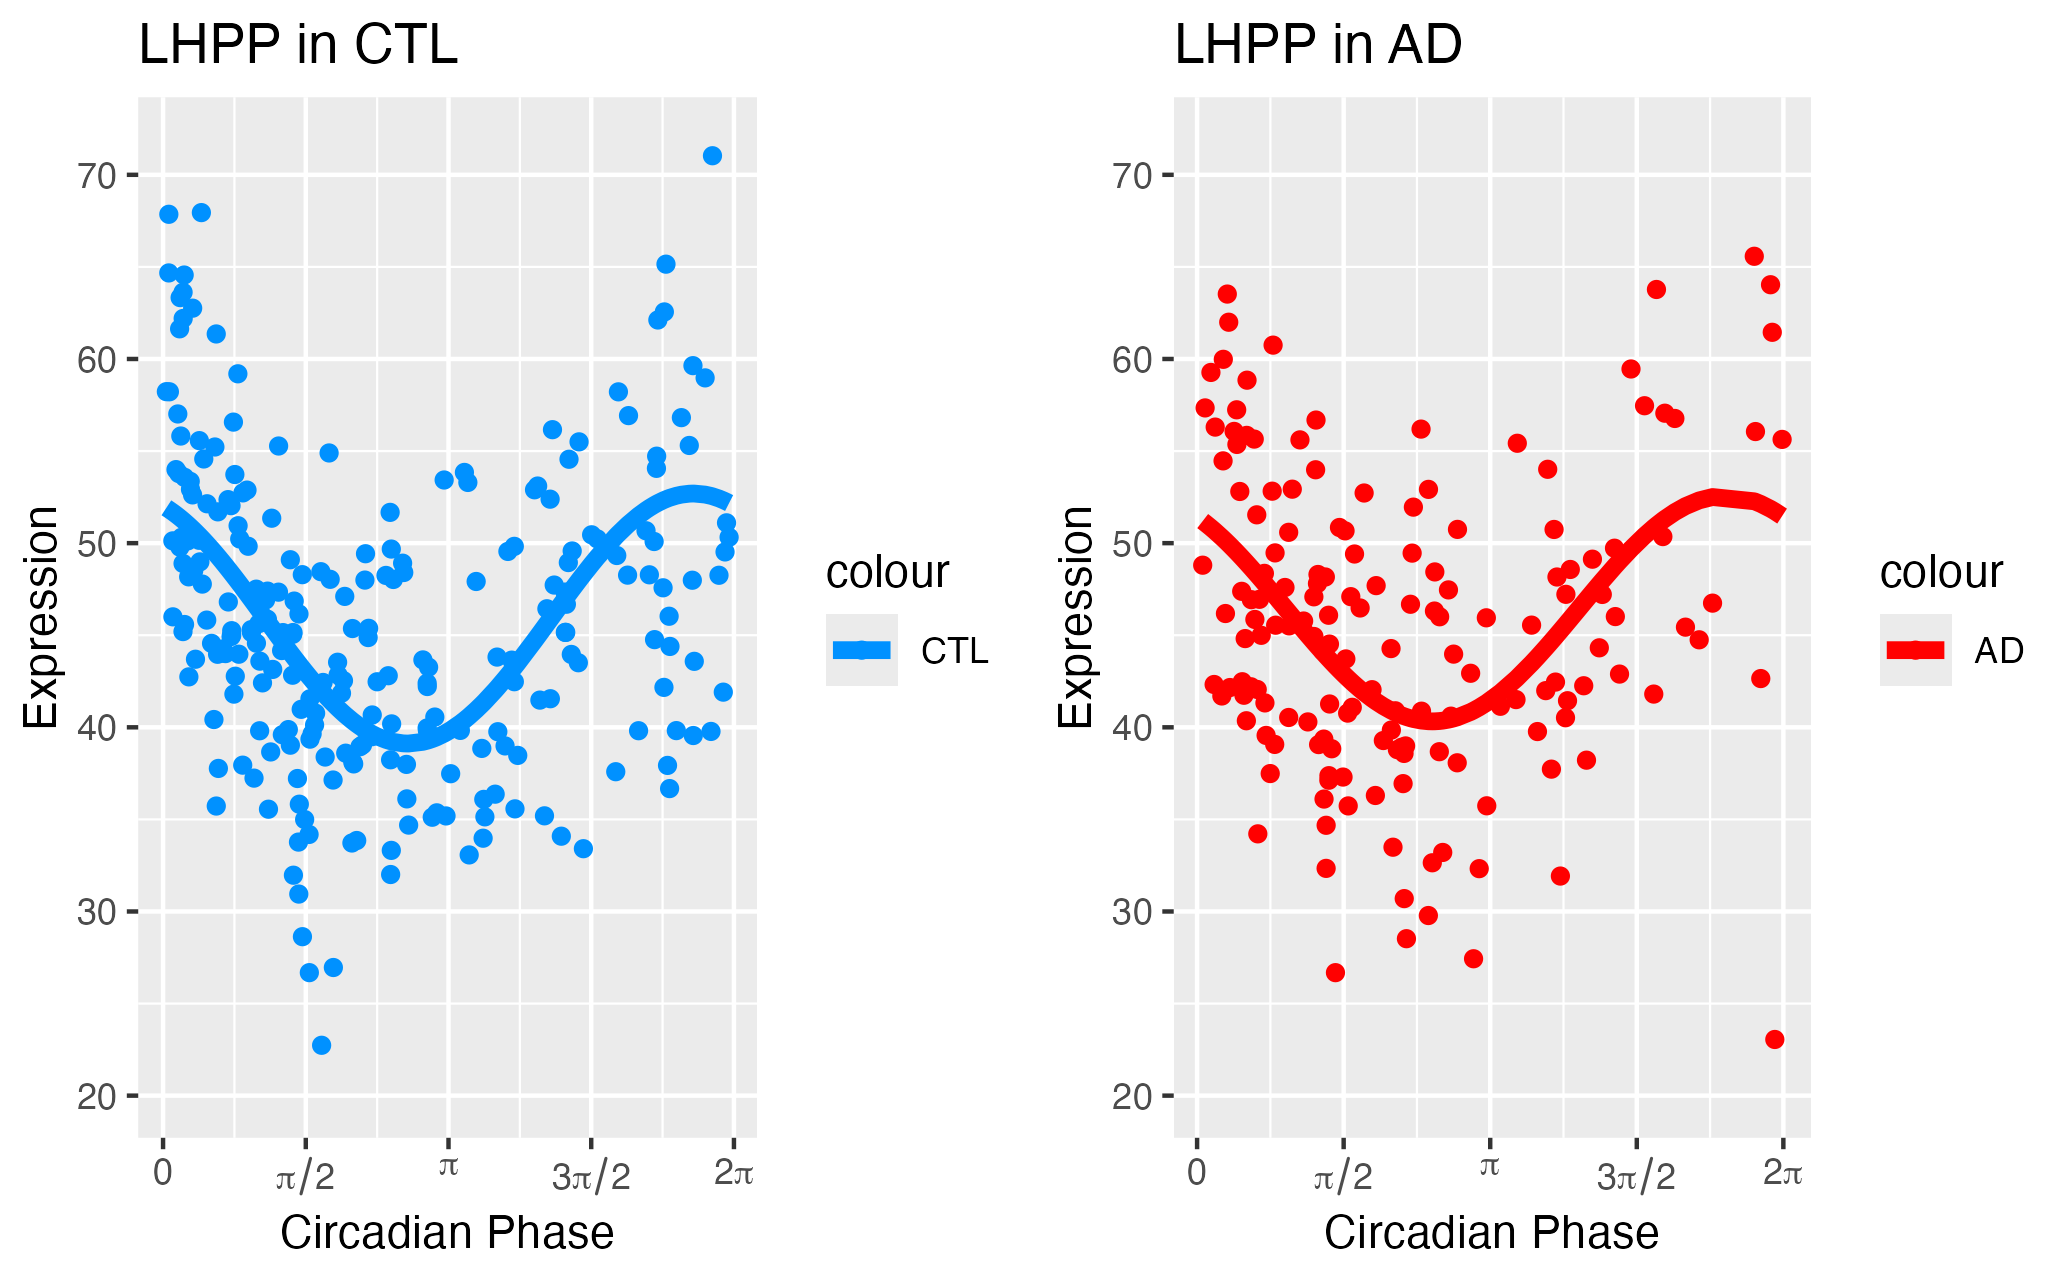 LHPP in CTL
70
60
50
40
30
20
Expression
0 π/2 π 3π/2 2π
Circadian Phase
colour
CTL
LHPP in AD
70
60
50
40
30
20
Expression
0 π/2 π 3π/2 2π
Circadian Phase
colour
AD